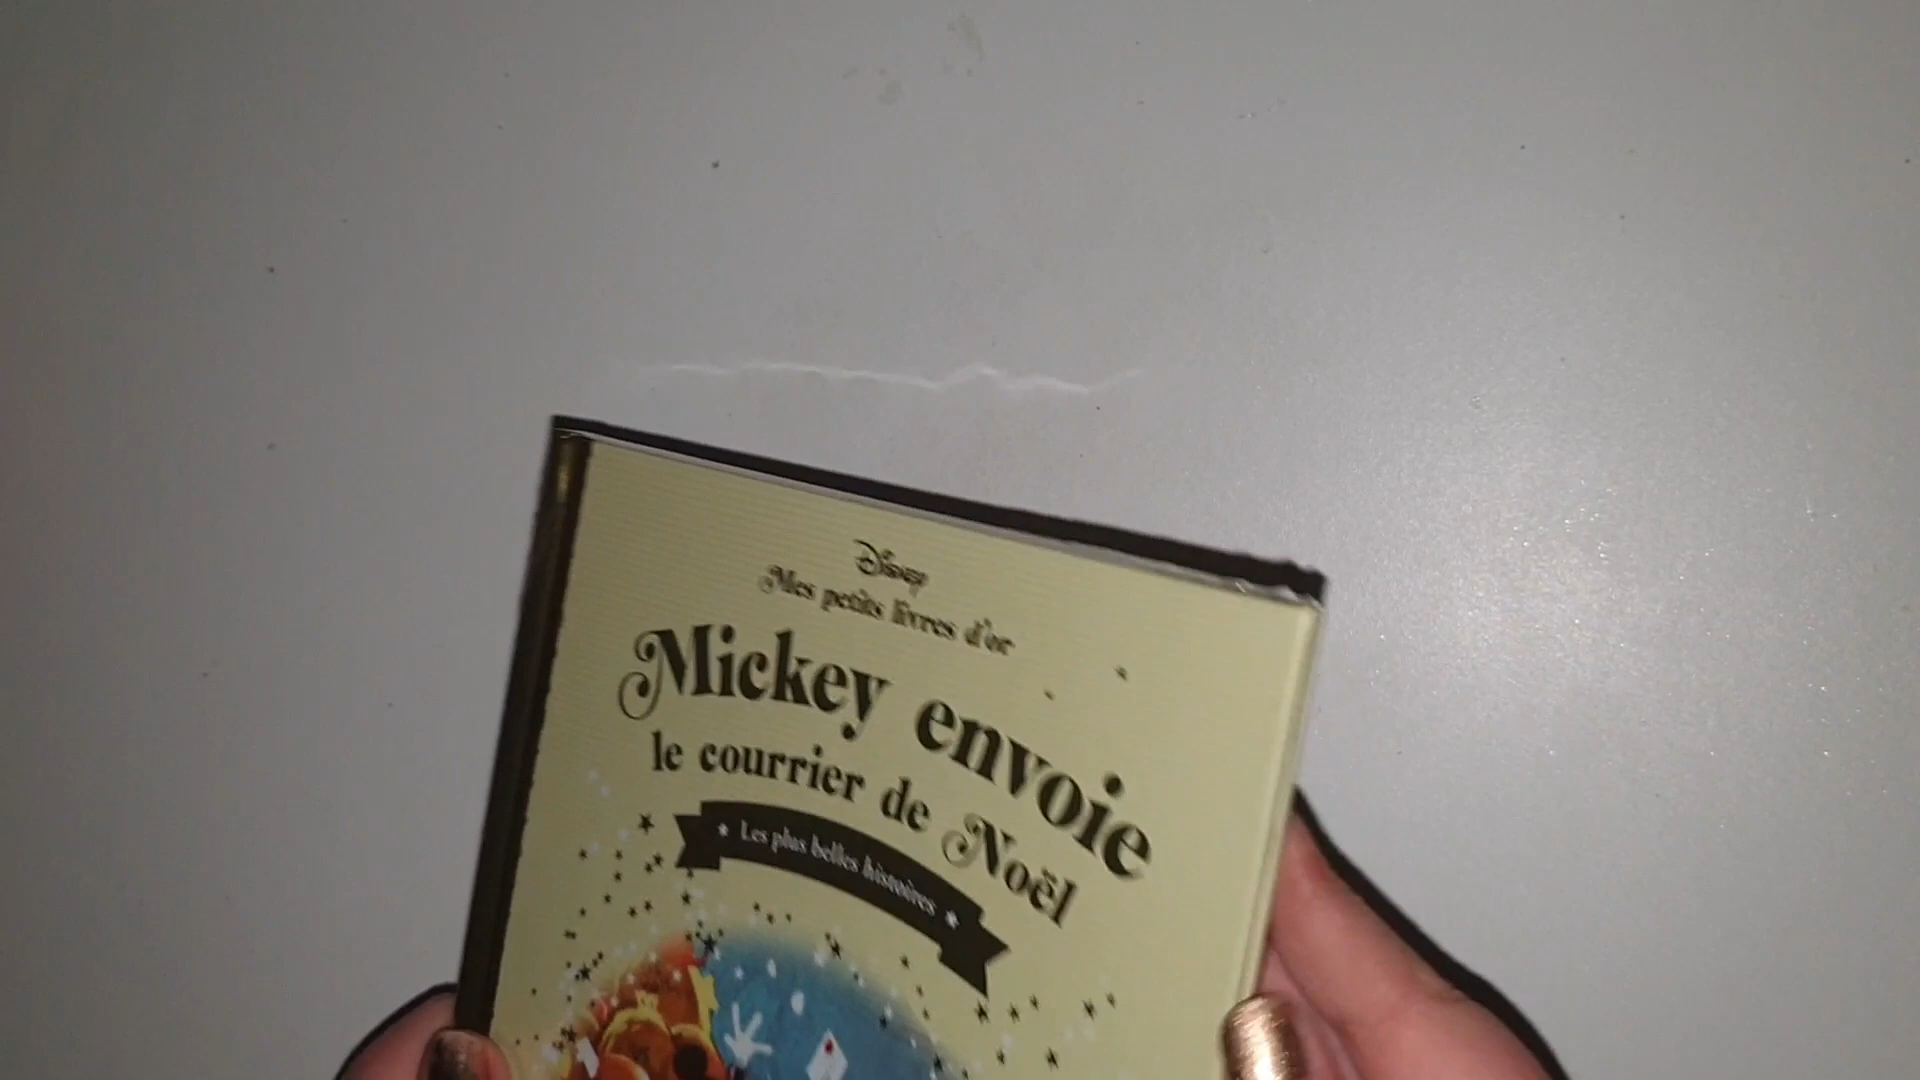 Disney
Mes petits livres d'or
Mickey envoie
le courrier de Noël
Les plus belles histoires